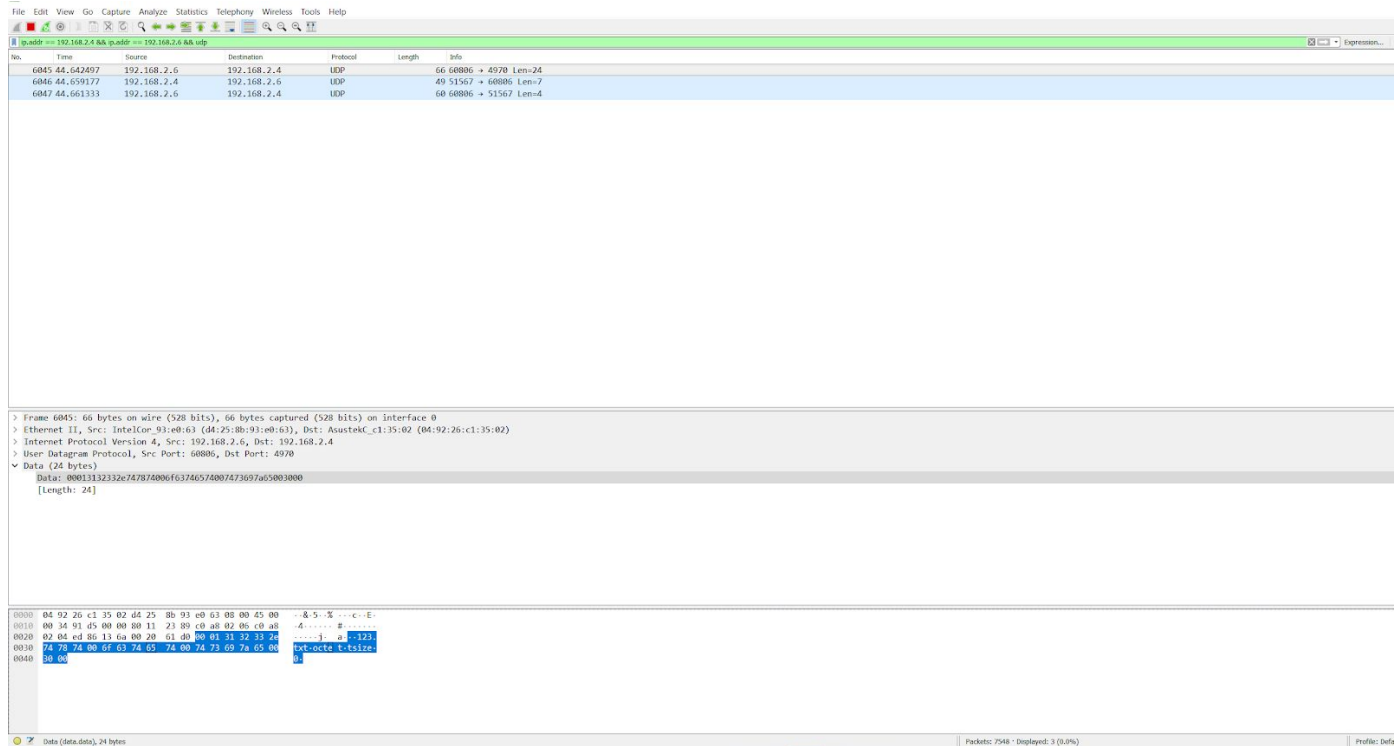 File Edit View Go Capture Analyze Statistics Telephony Wireless Tools Help
ip.addr == 192.168.2.4 && ip.addr == 192.168.2.6 && udp Expression...
No. Time Source Destination Protocol Length Info
6045 44.642497 192.168.2.6 192.168.2.4 UDP 66 60806 → 4970 Len=24
6046 44.659177 192.168.2.4 192.168.2.6 UDP 49 51567 → 60806 Len=7
6047 44.661333 192.168.2.6 192.168.2.4 UDP 60 60806 → 51567 Len=4
> Frame 6045: 66 bytes on wire (528 bits), 66 bytes captured (528 bits) on interface 0
> Ethernet II, Src: IntelCor_93:e0:63 (d4:25:8b:93:e0:63), Dst: AsustekC_c1:35:02 (04:92:26:c1:35:02)
> Internet Protocol Version 4, Src: 192.168.2.6, Dst: 192.168.2.4
> User Datagram Protocol, Src Port: 60806, Dst Port: 4970
Data (24 bytes)
Data: 00013132332e747874006f63746574007473697a65003000
[Length: 24]
0000 04 92 26 c1 35 02 d4 25 8b 93 e0 63 08 00 45 00 ··&·5··% ···c··E·
0010 00 34 91 d5 00 00 80 11 23 89 c0 a8 02 06 c0 a8 ·4······ #·······
0020 02 04 ed 86 13 6a 00 20 61 d0 00 01 31 32 33 2e ·····j· a···123.
0030 74 78 74 00 6f 63 74 65 74 00 74 73 69 7a 65 00 txt·octe t·tsize·
0040 30 00 0·
Data (data.data), 24 bytes Packets: 7548 · Displayed: 3 (0.0%) Profile: Defa